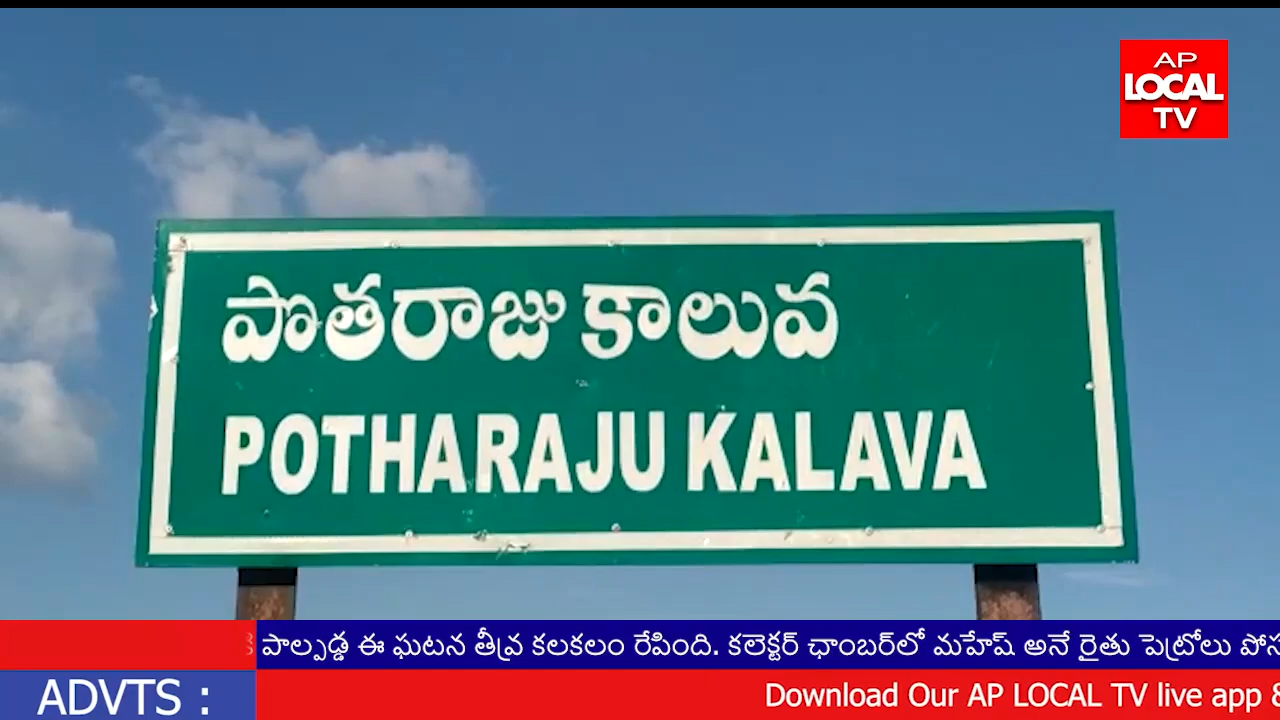 AP
LOCAL
TV
పొతరాజు కాలువ
POTHARAJU KALAVA
పాల్పడ్డ ఈ ఘటన తీవ్ర కలకలం రేపింది. కలెక్టర్ ఛాంబర్‌లో మహేష్ అనే రైతు పెట్రోలు
ADVTS :
Download Our AP LOCAL TV live app &